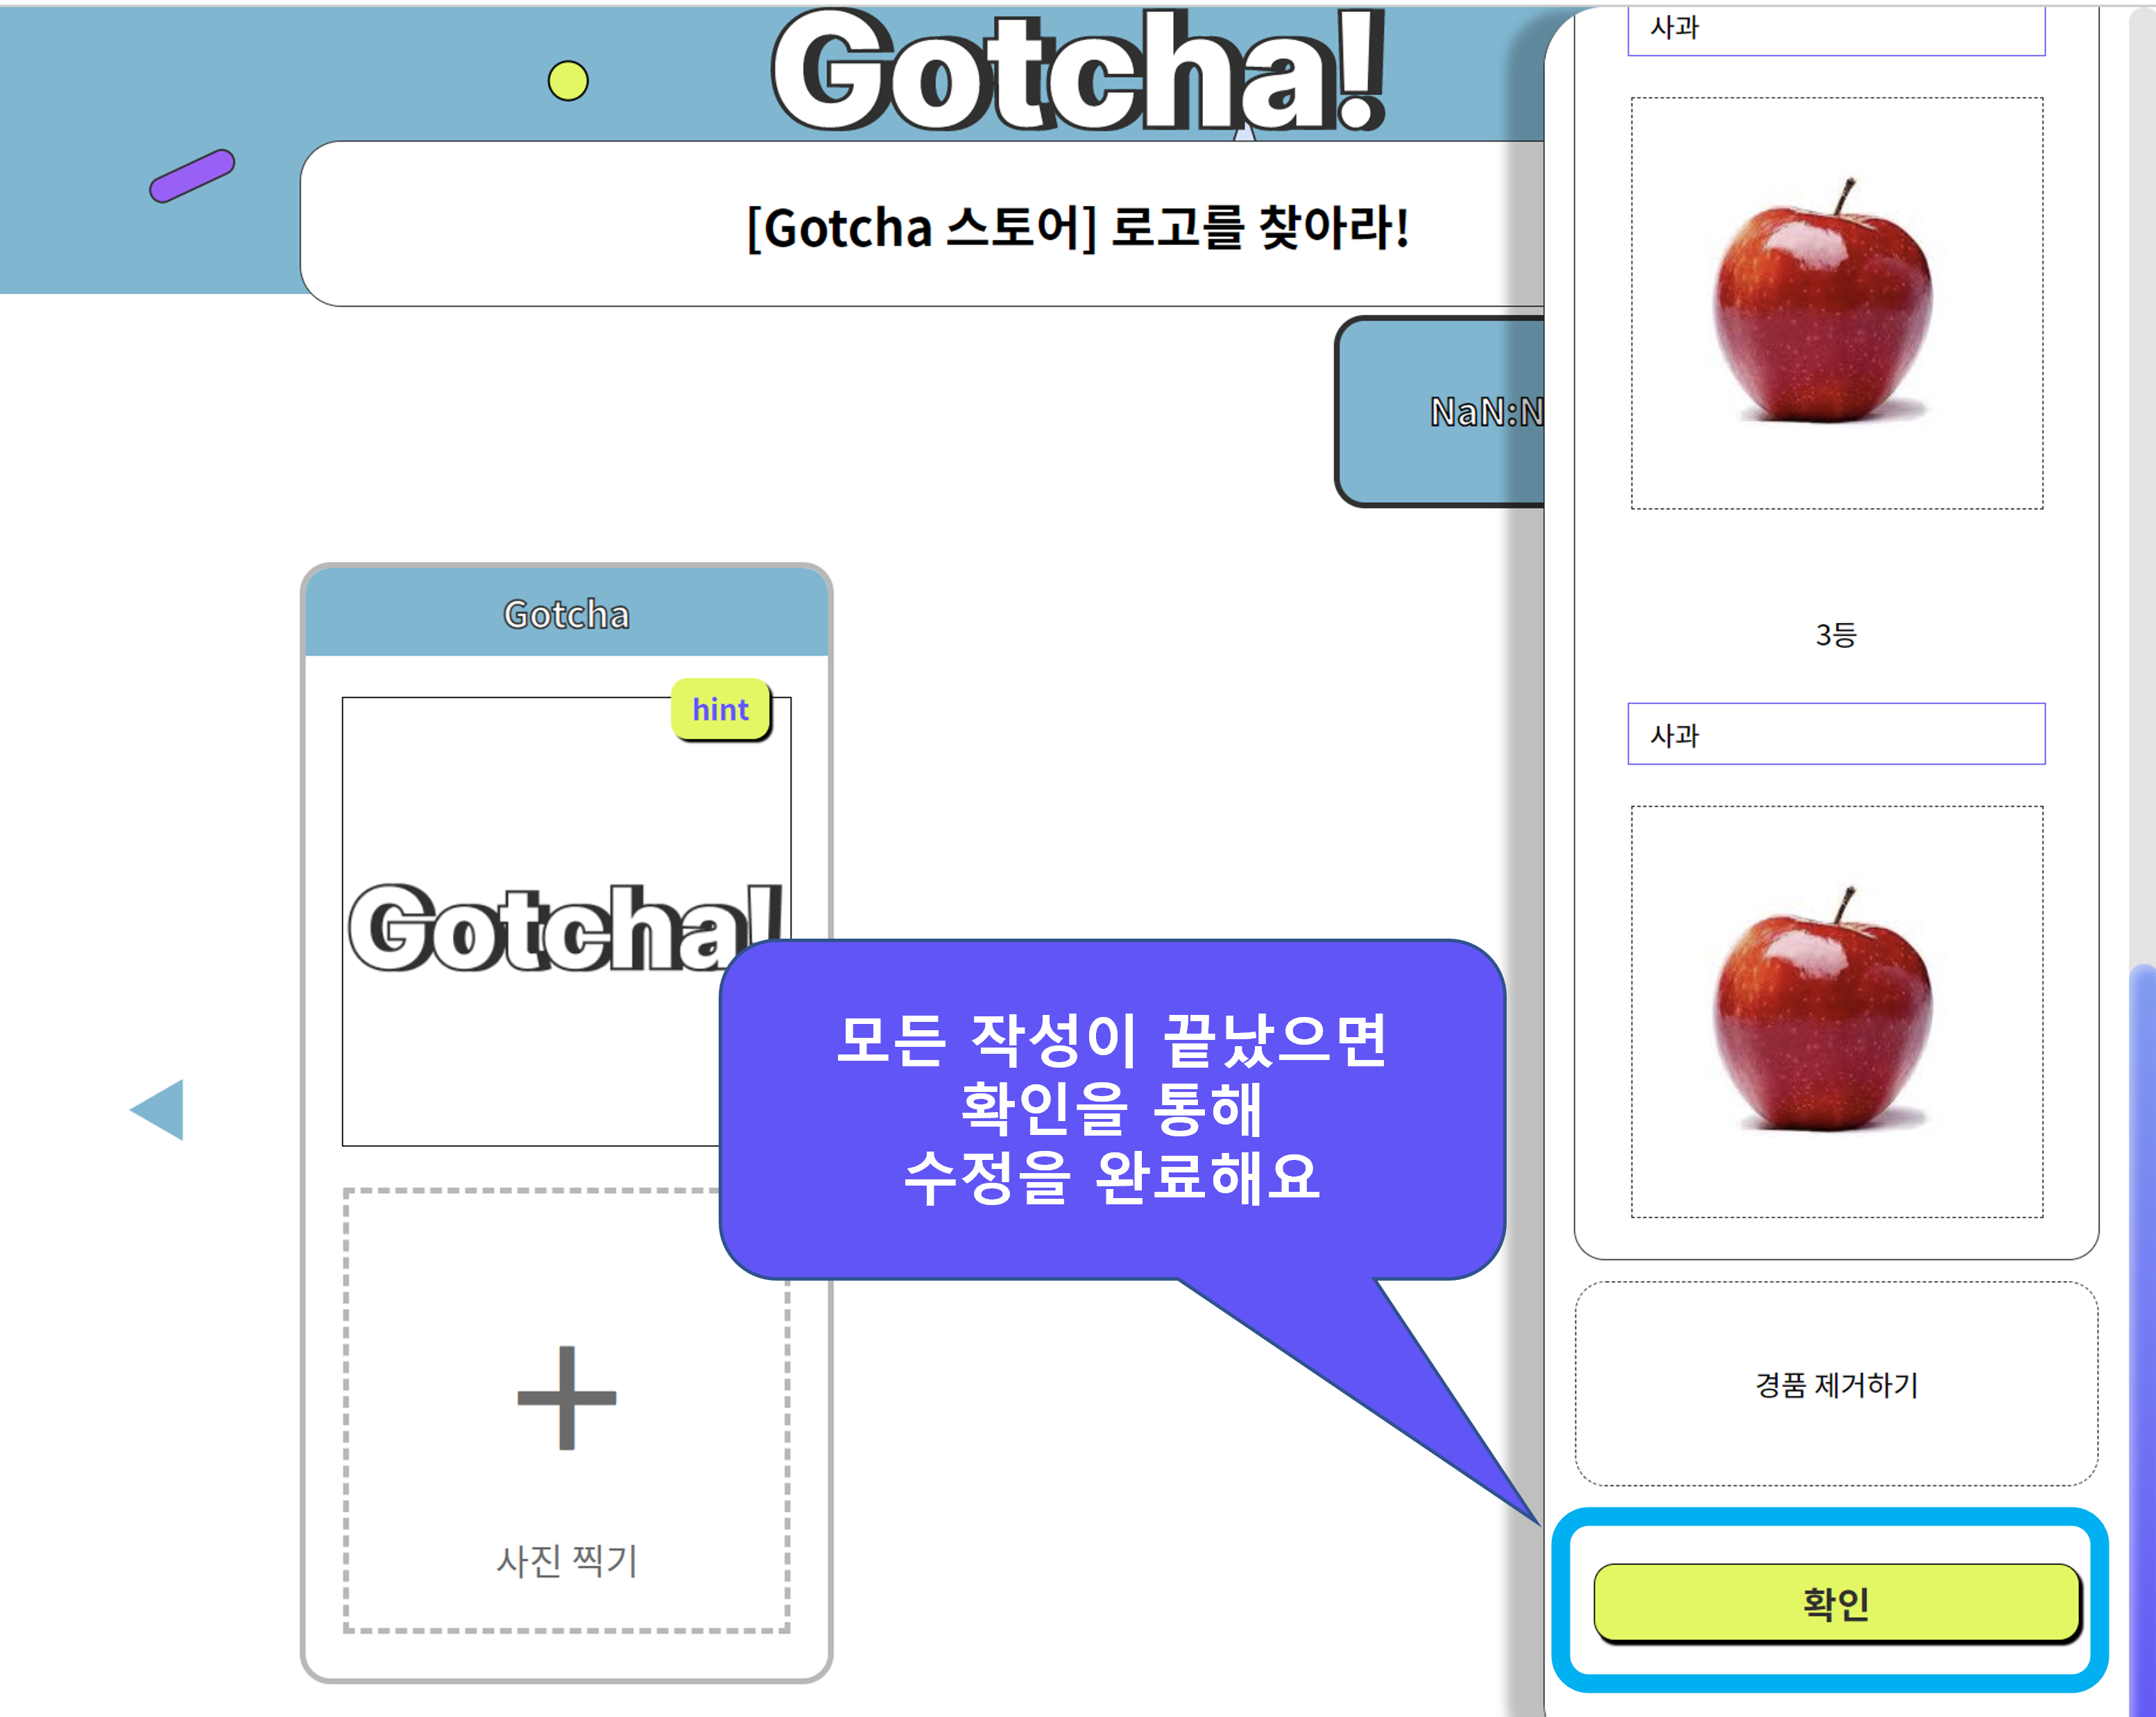 Gotcha!
[Gotcha 스토어] 로고를 찾아라!
NaN:N
Gotcha
hint
Gotcha!
사진 찍기
모든 작성이 끝났으면
확인을 통해
수정을 완료해요
사과
3등
사과
경품 제거하기
확인